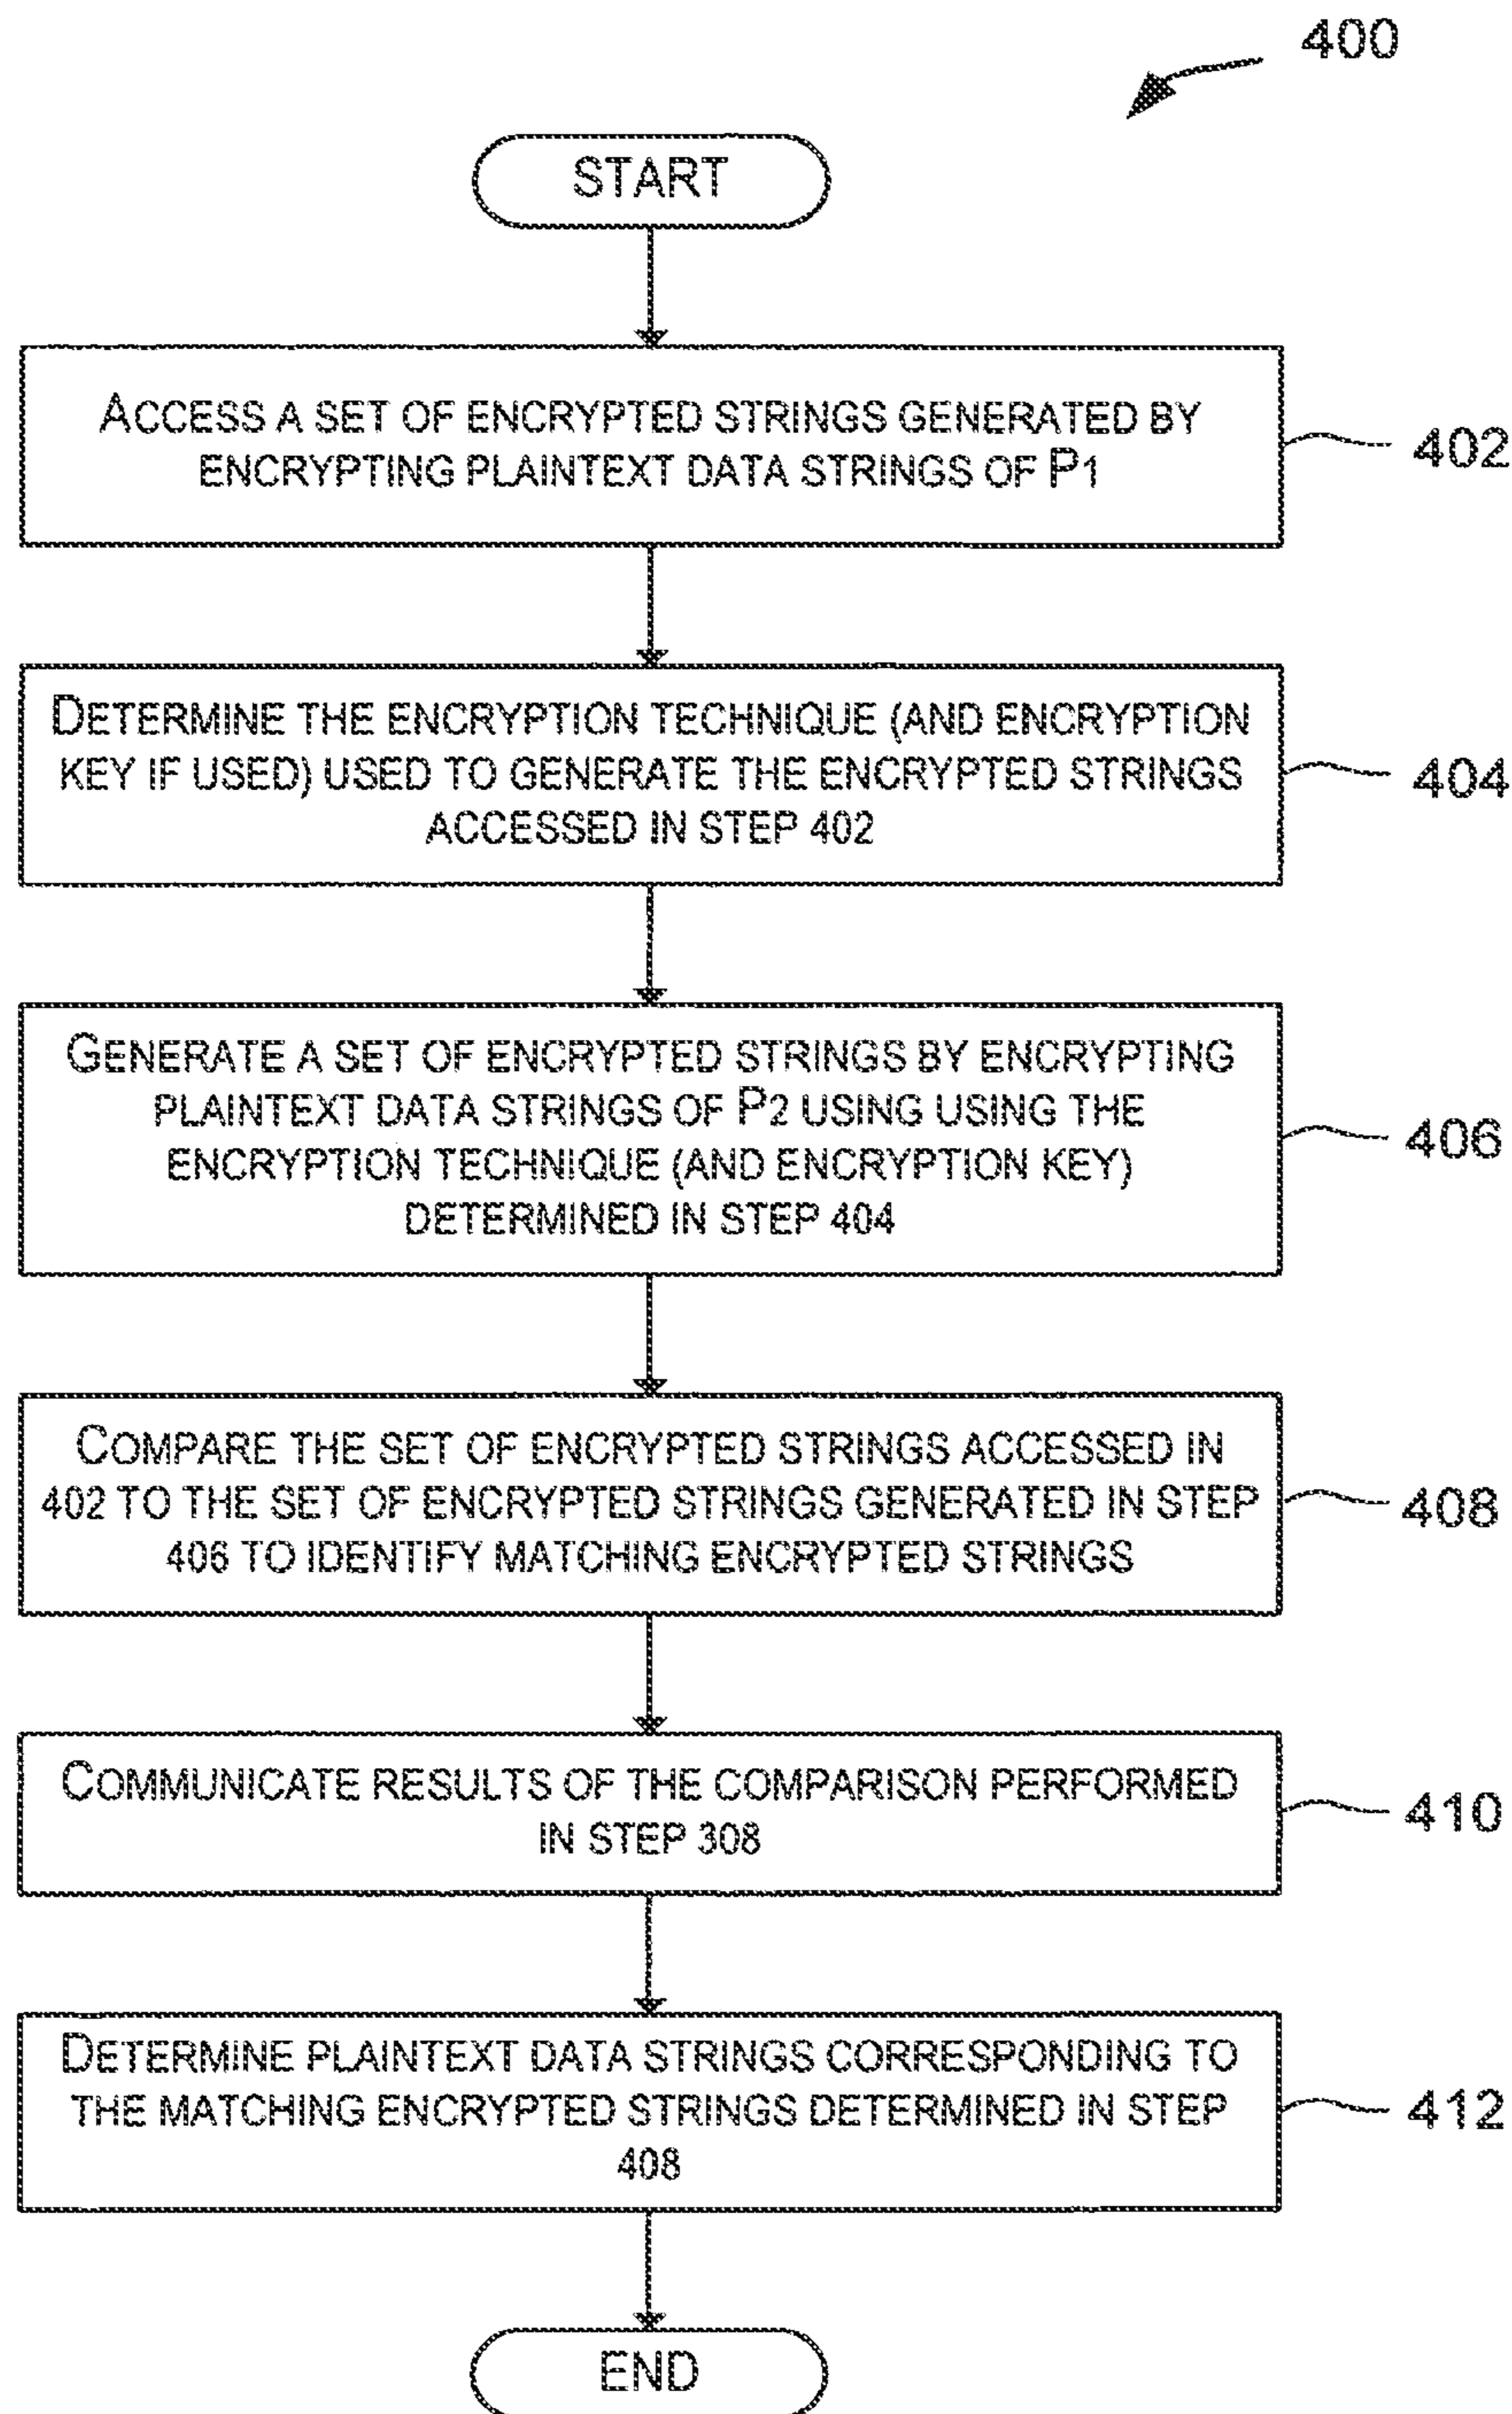 400
START
ACCESS A SET OF ENCRYPTED STRINGS GENERATED BY
ENCRYPTING PLAINTEXT DATA STRINGS OF P1
402
DETERMINE THE ENCRYPTION TECHNIQUE (AND ENCRYPTION
KEY IF USED) USED TO GENERATE THE ENCRYPTED STRINGS
ACCESSED IN STEP 402
404
GENERATE A SET OF ENCRYPTED STRINGS BY ENCRYPTING
PLAINTEXT DATA STRINGS OF P2 USING USING THE
ENCRYPTION TECHNIQUE (AND ENCRYPTION KEY)
DETERMINED IN STEP 404
406
COMPARE THE SET OF ENCRYPTED STRINGS ACCESSED IN
402 TO THE SET OF ENCRYPTED STRINGS GENERATED IN STEP
406 TO IDENTIFY MATCHING ENCRYPTED STRINGS
408
COMMUNICATE RESULTS OF THE COMPARISON PERFORMED
IN STEP 308
410
DETERMINE PLAINTEXT DATA STRINGS CORRESPONDING TO
THE MATCHING ENCRYPTED STRINGS DETERMINED IN STEP
408
412
END